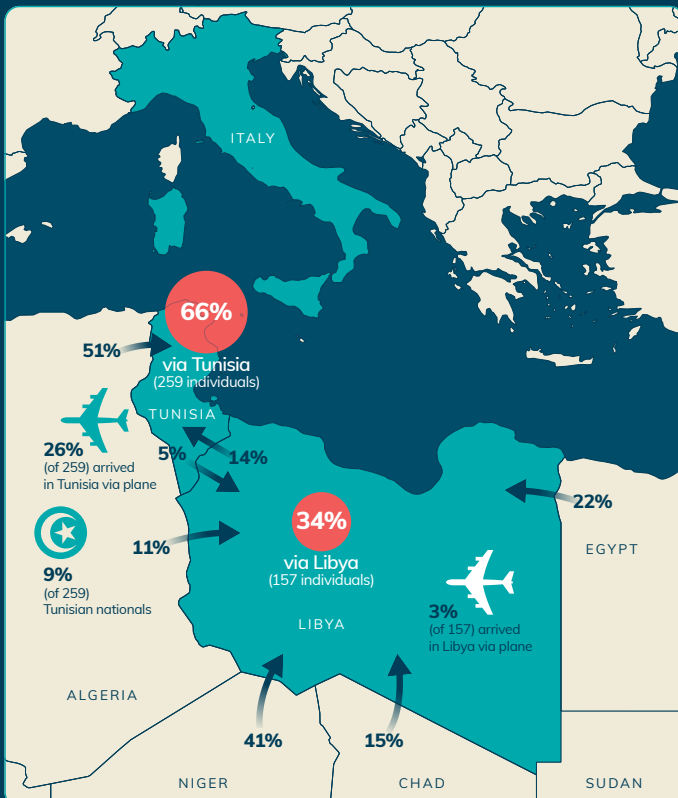 ITALY
66%
51%
via Tunisia
(259 individuals)
TUNISIA
26%
(of 259) arrived
in Tunisia via plane
5%
14%
22%
34%
11%
via Libya
(157 individuals)
EGYPT
9%
(of 259)
Tunisian nationals
3%
(of 157) arrived
in Libya via plane
LIBYA
ALGERIA
41%
15%
NIGER
CHAD
SUDAN